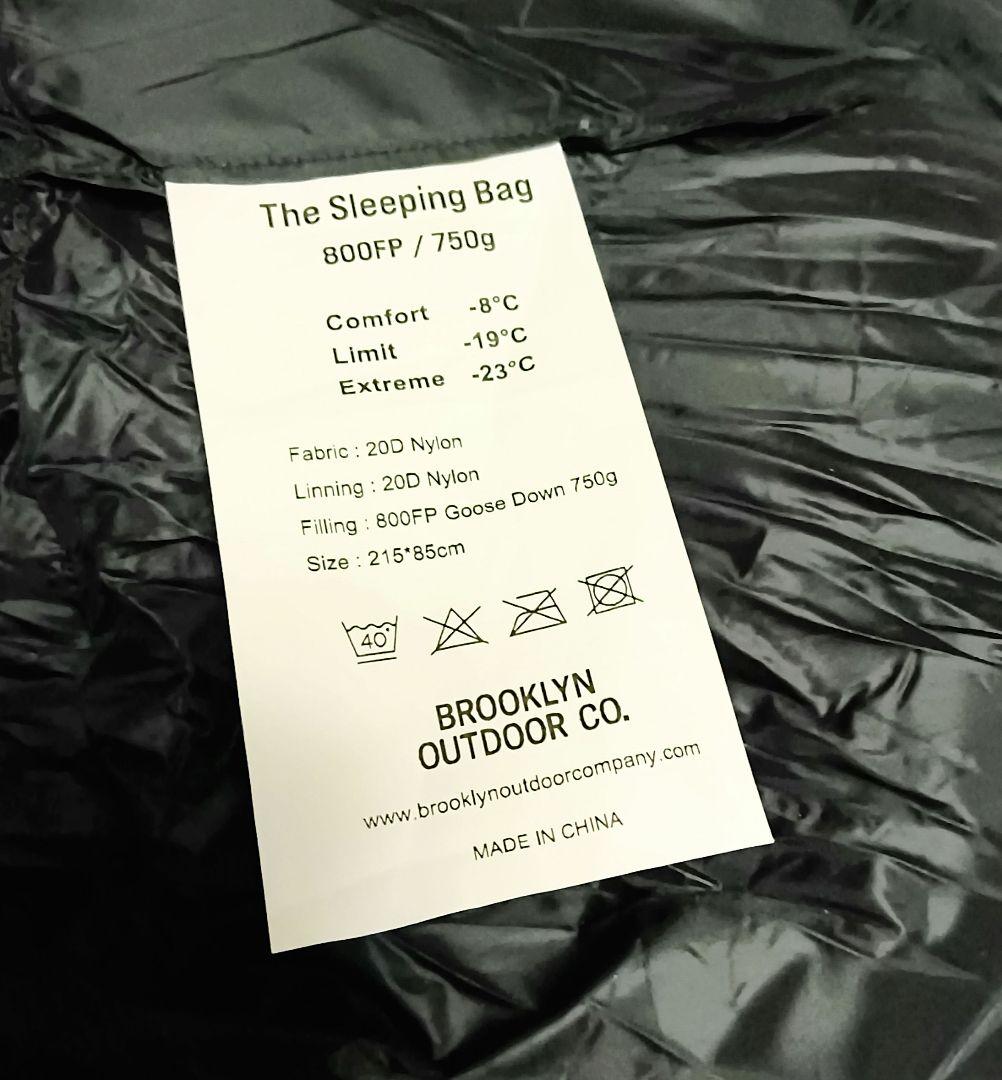 The Sleeping Bag
800FP / 750g
Comfort -8°C
Limit -19°C
Extreme -23°C
Fabric : 20D Nylon
Linning : 20D Nylon
Filling : 800FP Goose Down 750g
Size : 215*85cm
40°
BROOKLYN
OUTDOOR CO.
www.brooklynoutdoorcompany.com
MADE IN CHINA